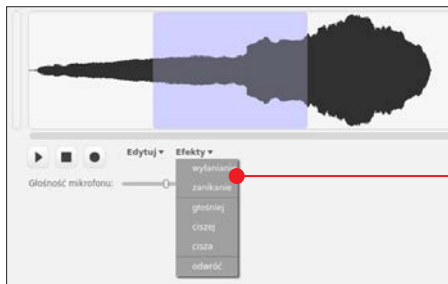 Edytuj ▾ Efekty ▾
Głośność mikrofonu:
wyłanianie
zanikanie
głośniej
ciszej
cisza
odwróć